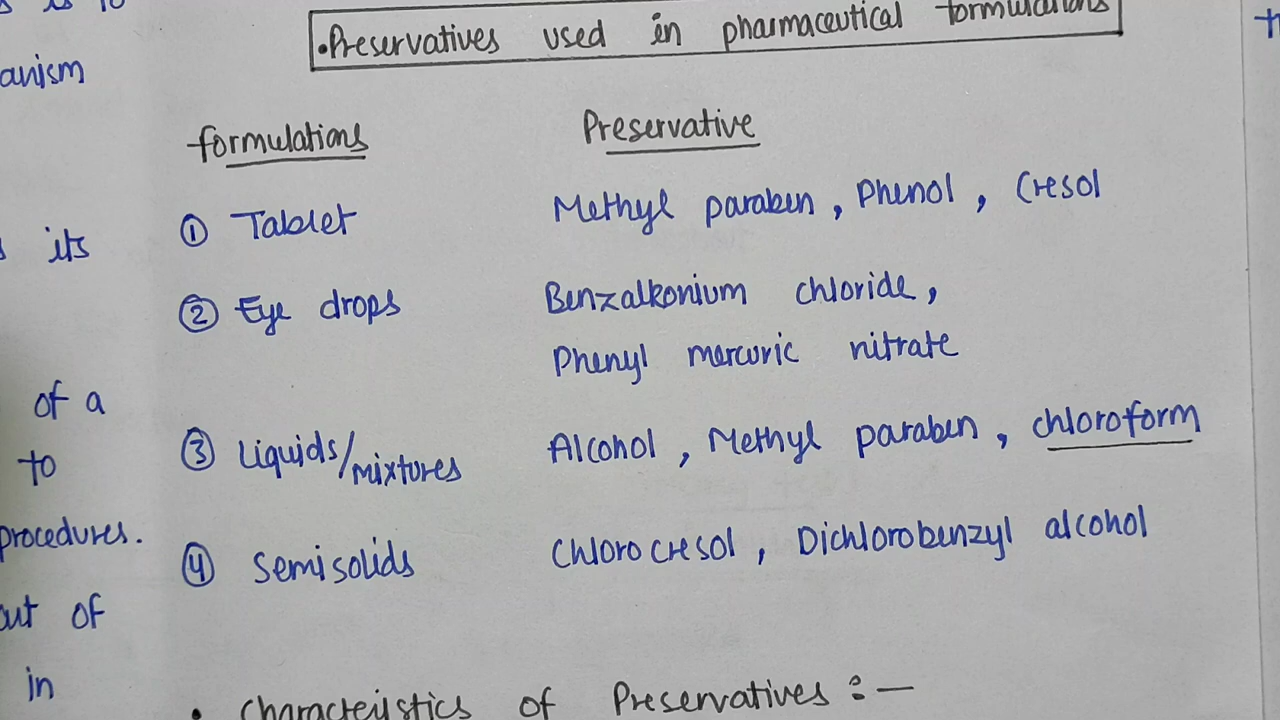 anism
its
of a
to
procedures.
out of
in
•Preservatives used in pharmaceutical formulations
formulations Preservative
① Tablet Methyl paraben, Phenol, Cresol
② Eye drops Benzalkonium chloride,
Phenyl mercuric nitrate
③ Liquids/mixtures Alcohol, Methyl paraben, chloroform
④ Semisolids Chlorocresol, Dichlorobenzyl alcohol
• Characteristics of Preservatives :—